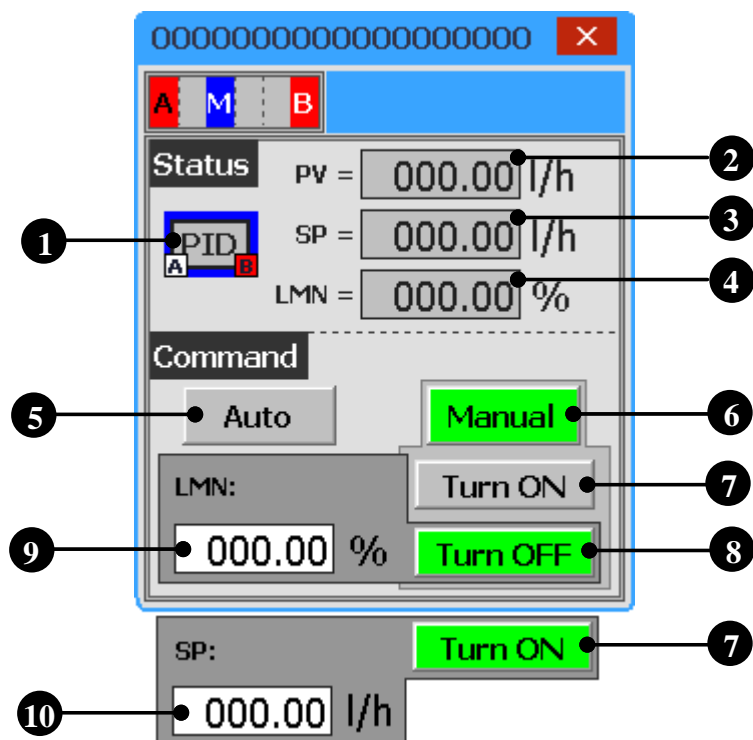 0000000000000000000 ×
A M B
Status PV = 000.00 l/h 2
1 PID A B SP = 000.00 l/h 3
LMN = 000.00 % 4
Command
5 Auto Manual 6
LMN: Turn ON 7
9 000.00 % Turn OFF 8
SP: Turn ON 7
10 000.00 l/h